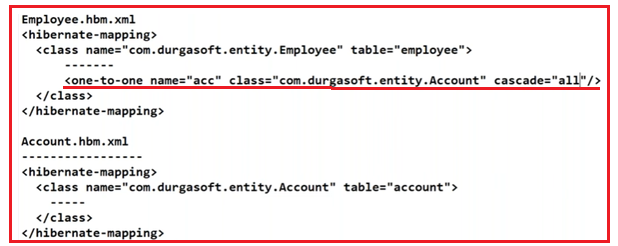 Employee.hbm.xml
<hibernate-mapping>
<class name="com.durgasoft.entity.Employee" table="employee">
-------
<one-to-one name="acc" class="com.durgasoft.entity.Account" cascade="all"/>
</class>
</hibernate-mapping>
Account.hbm.xml
-----------------
<hibernate-mapping>
<class name="com.durgasoft.entity.Account" table="account">
-----
</class>
</hibernate-mapping>